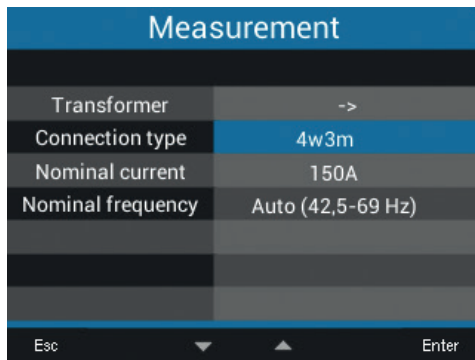 Measurement
Transformer ->
Connection type 4w3m
Nominal current 150A
Nominal frequency Auto (42,5-69 Hz)
Esc Enter